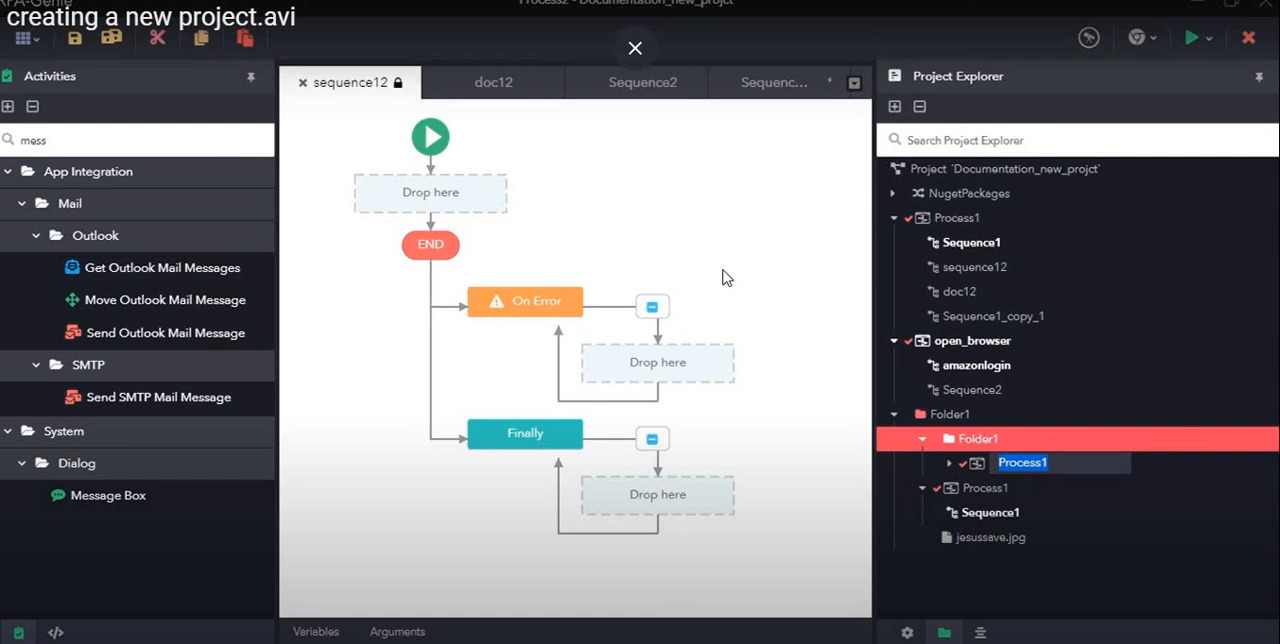 RPA-Genie
Process2 - Documentation_new_projct
creating a new project.avi
Activities
mess
App Integration
Mail
Outlook
Get Outlook Mail Messages
Move Outlook Mail Message
Send Outlook Mail Message
SMTP
Send SMTP Mail Message
System
Dialog
Message Box
sequence12
doc12
Sequence2
Sequenc... *
Drop here
END
On Error
Drop here
Finally
Drop here
Variables
Arguments
Project Explorer
Search Project Explorer
Project 'Documentation_new_projct'
NugetPackages
Process1
Sequence1
sequence12
doc12
Sequence1_copy_1
open_browser
amazonlogin
Sequence2
Folder1
Folder1
Process1
Process1
Sequence1
jesussave.jpg